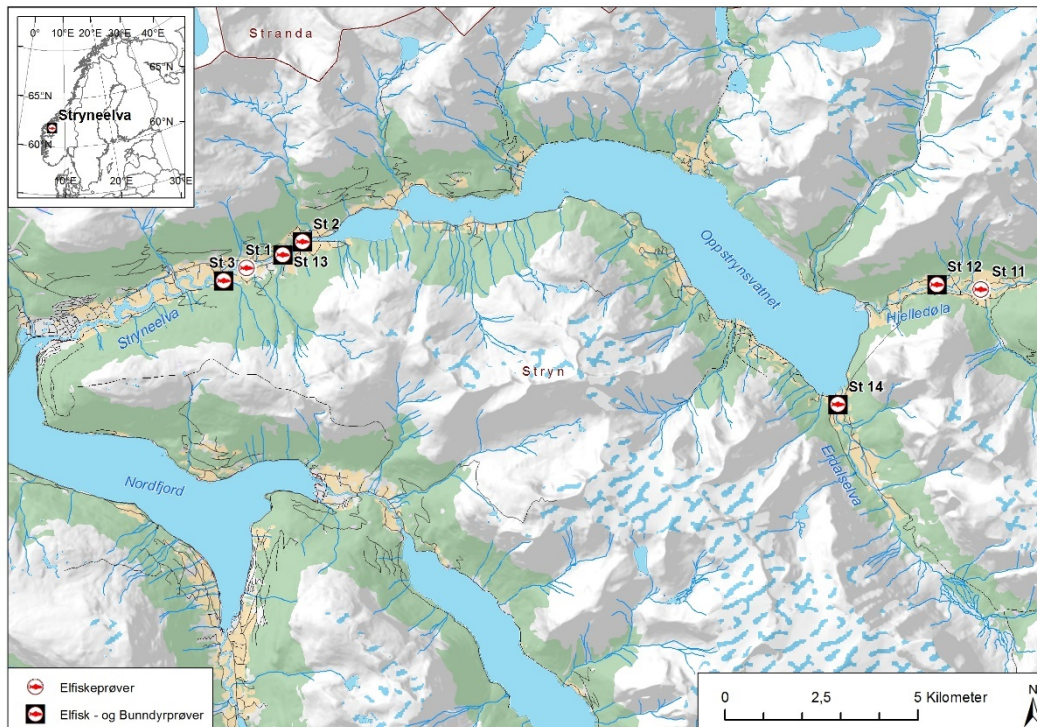 0° 10°E 20°E 30°E
65°N
65°N
60°N
60°N
Stryneelva
10°E 20°E 30°E
Stranda
St 2
St 1
St 13
St 3
Stryneelva
Oppstrynsvatnet
St 12
St 11
Hjelledøla
Stryn
St 14
Erdalselva
Nordfjord
Elfiskeprøver
Elfisk - og Bunndyrprøver
0 2,5 5 Kilometer
N